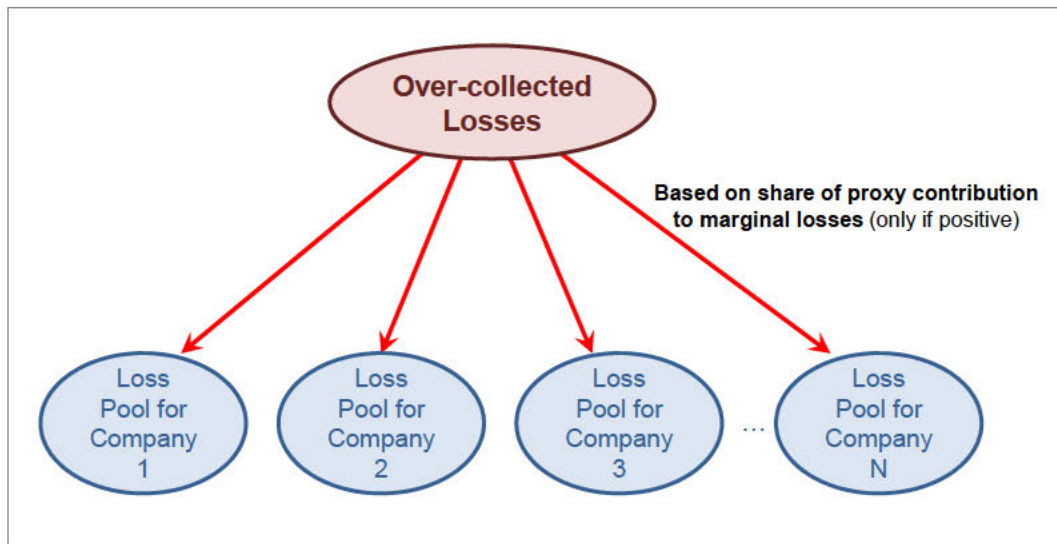 Over-collected
Losses
Based on share of proxy contribution
to marginal losses (only if positive)
Loss
Pool for
Company
1
Loss
Pool for
Company
2
Loss
Pool for
Company
3
...
Loss
Pool for
Company
N